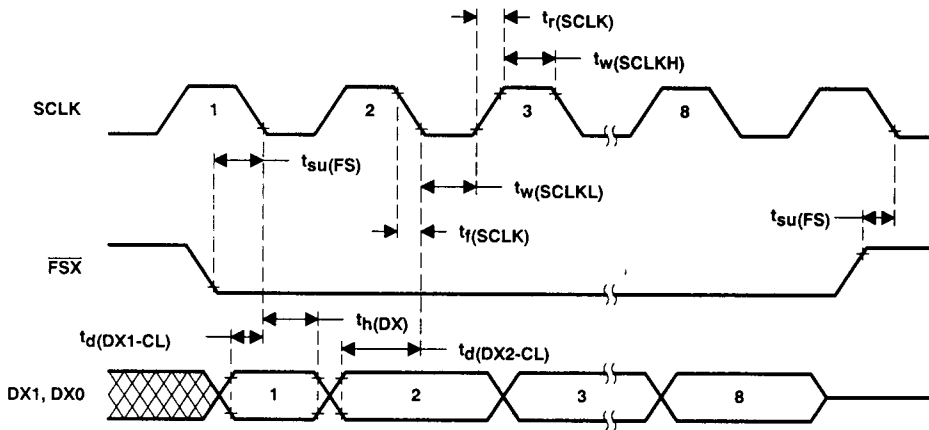 tr(SCLK)
tw(SCLKH)
SCLK
1
2
3
8
tsu(FS)
tw(SCLKL)
tsu(FS)
tf(SCLK)
FSX
td(DX1-CL)
th(DX)
td(DX2-CL)
DX1, DX0
1
2
3
8